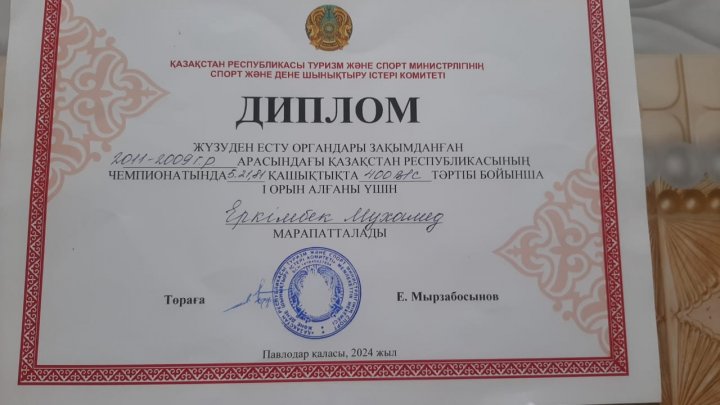 ҚАЗАҚСТАН РЕСПУБЛИКАСЫ ТУРИЗМ ЖӘНЕ СПОРТ МИНИСТРЛІГІНІҢ
СПОРТ ЖӘНЕ ДЕНЕ ШЫНЫҚТЫРУ ІСТЕРІ КОМИТЕТІ
ДИПЛОМ
ЖҮЗУДЕН ЕСТУ ОРГАНДАРЫ ЗАҚЫМДАНҒАН
2011-2009 г.р АРАСЫНДАҒЫ ҚАЗАҚСТАН РЕСПУБЛИКАСЫНЫҢ
ЧЕМПИОНАТЫНДА 5.21,81 ҚАШЫҚТЫҚТА 400 в/с ТӘРТІБІ БОЙЫНША
І ОРЫН АЛҒАНЫ ҮШІН
Еркімбек Мухамед
МАРАПАТТАЛАДЫ
Төраға Е. Мырзабосынов
Павлодар қаласы, 2024 жыл